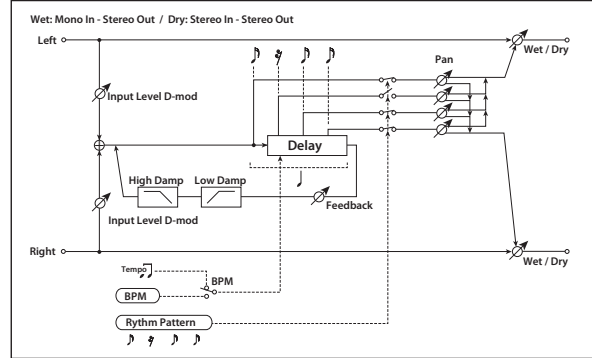 Wet: Mono In - Stereo Out / Dry: Stereo In - Stereo Out
Left
Wet / Dry
Pan
Input Level D-mod
Delay
High Damp
Low Damp
Feedback
Input Level D-mod
Right
Wet / Dry
Tempo
BPM
BPM
Rythm Pattern